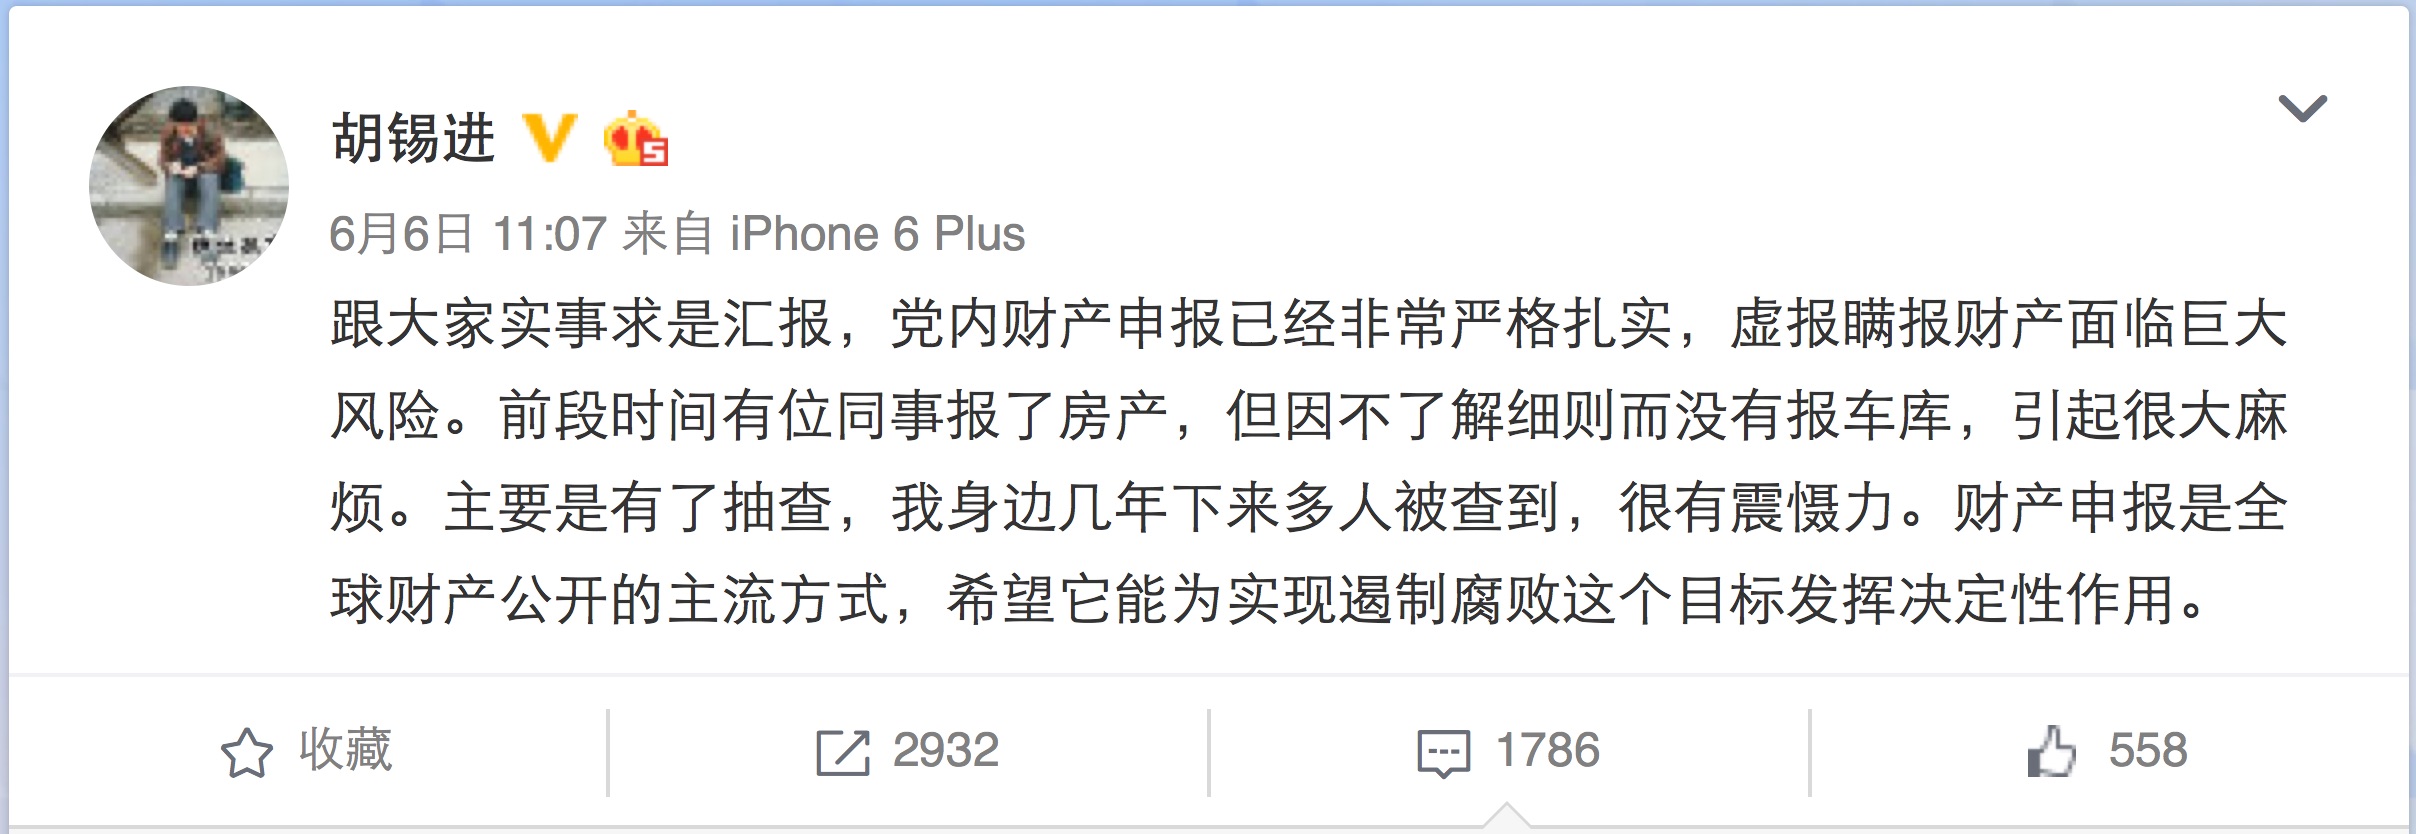 胡锡进
6月6日 11:07 来自 iPhone 6 Plus
跟大家实事求是汇报，党内财产申报已经非常严格扎实，虚报瞒报财产面临巨大
风险。前段时间有位同事报了房产，但因不了解细则而没有报车库，引起很大麻
烦。主要是有了抽查，我身边几年下来多人被查到，很有震慑力。财产申报是全
球财产公开的主流方式，希望它能为实现遏制腐败这个目标发挥决定性作用。
收藏 2932 1786 558